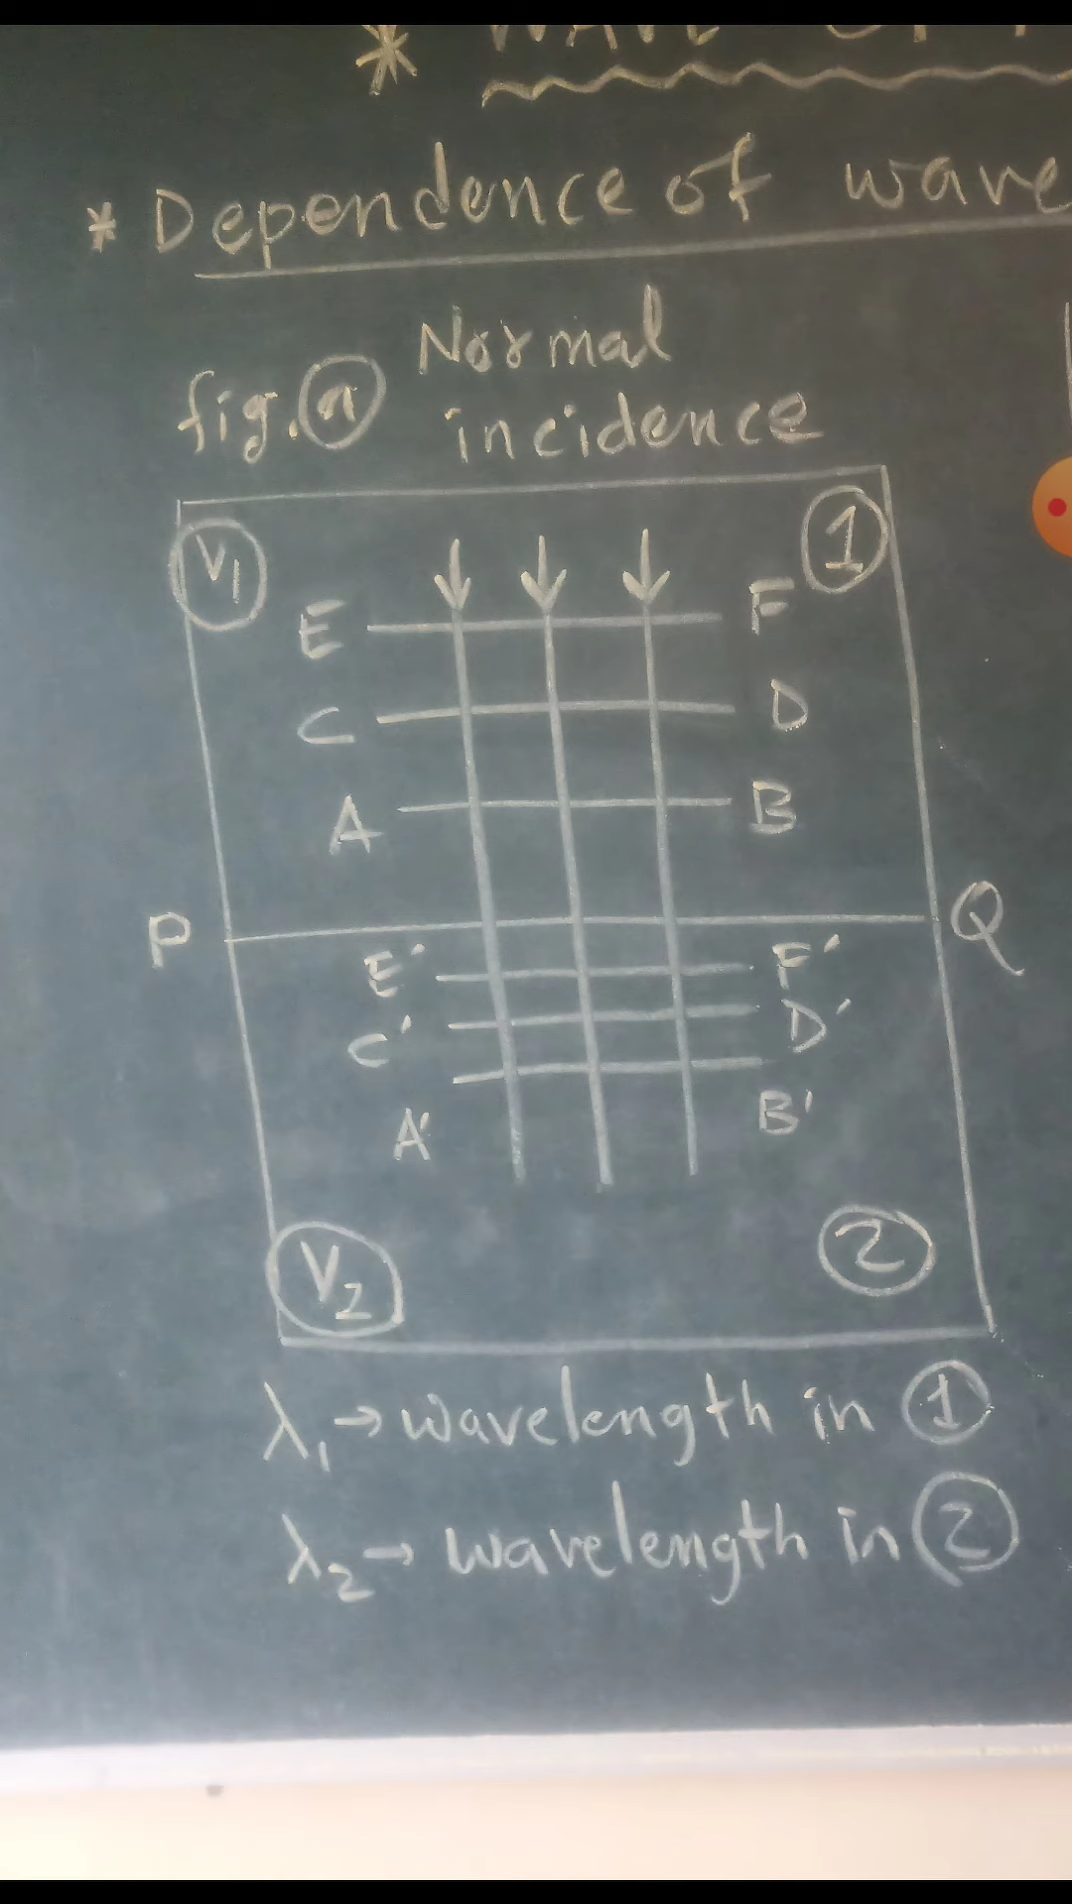 * Dependence of wave
Normal
fig. (a) incidence
V₁ 1
E F
C D
A B
P Q
E′ F′
C′ D′
A′ B′
V₂ 2
λ₁ → wavelength in 1
λ₂ → wavelength in 2